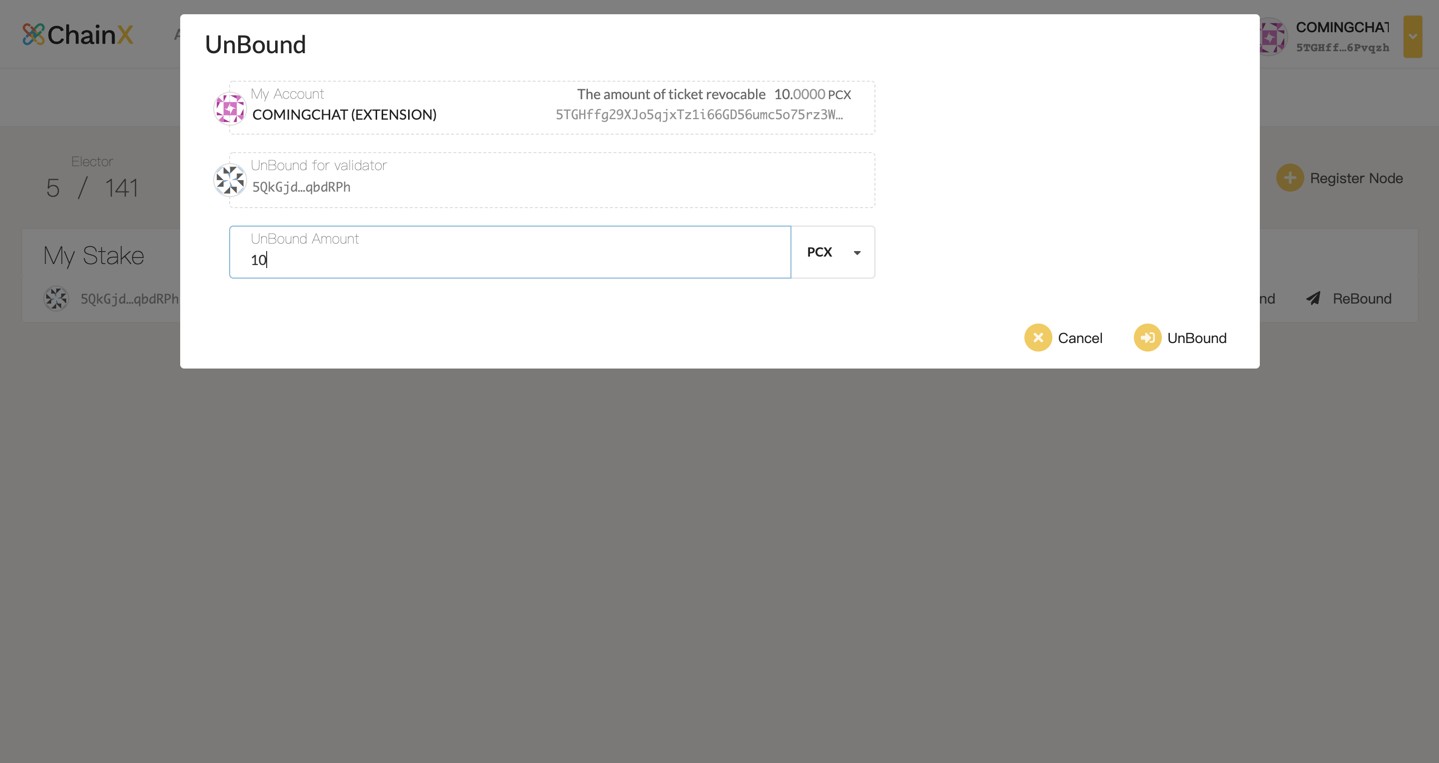 ChainX
UnBound
COMINGCHAT
5TGHff…6Pvqzh
My Account
The amount of ticket revocable 10.0000 PCX
COMINGCHAT (EXTENSION)
5TGHffg29XJo5qjxTz1i66GD56umc5o75rz3W…
UnBound for validator
5QkGjd…qbdRPh
Elector
5 / 141
Register Node
UnBound Amount
10
PCX
My Stake
5QkGjd…qbdRPh
nd
ReBound
Cancel
UnBound